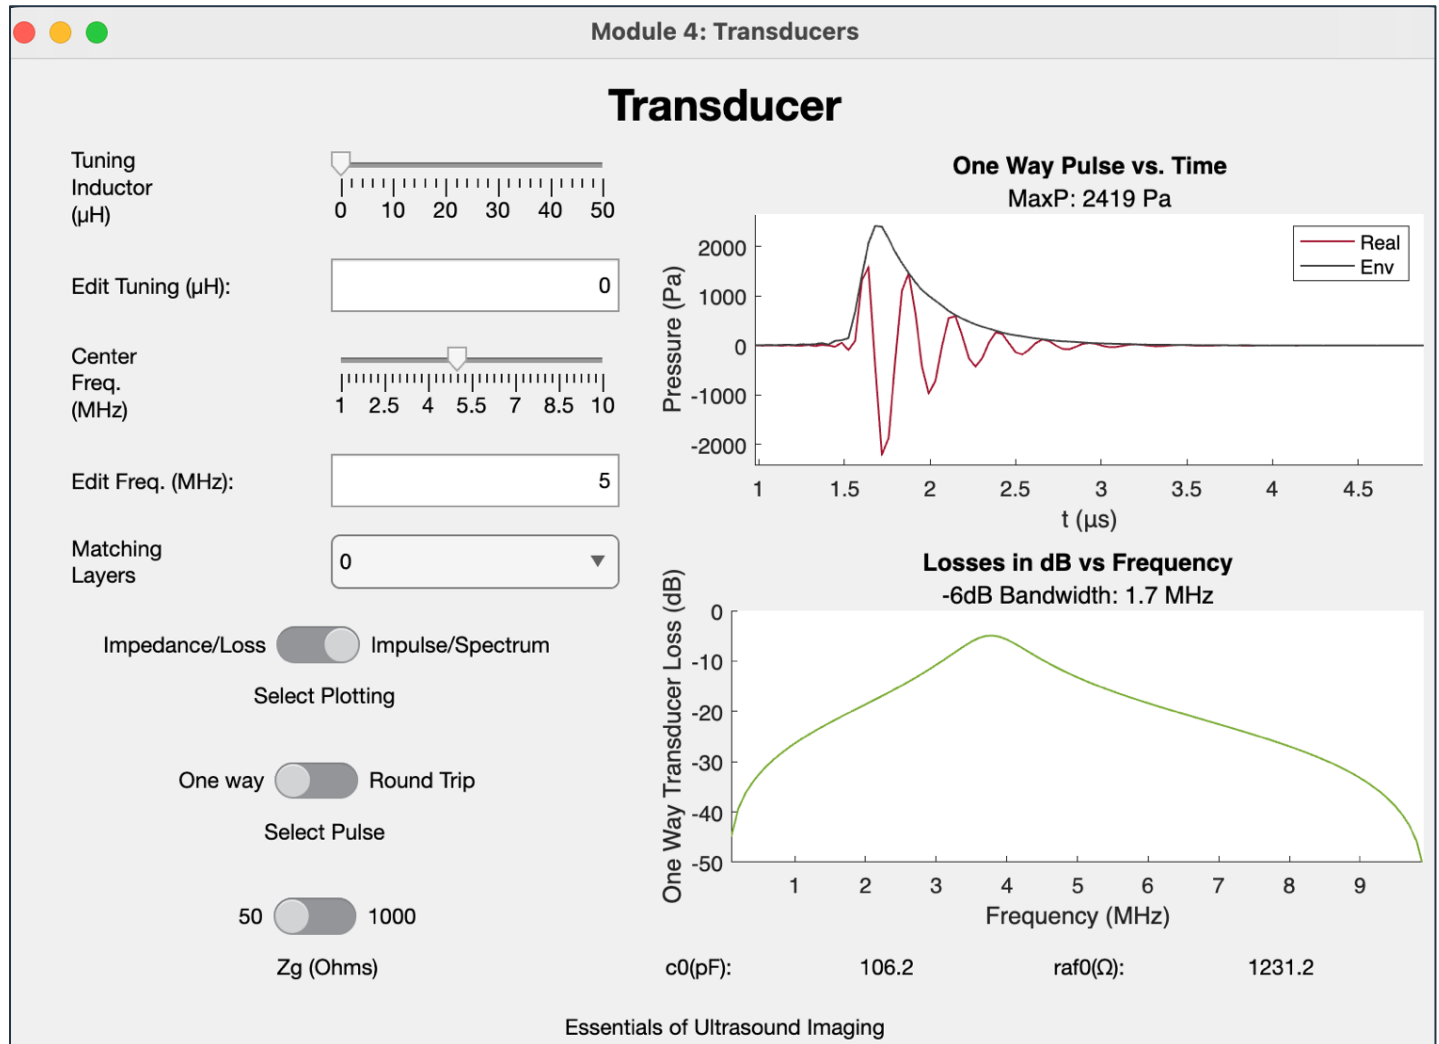 Module 4: Transducers
Transducer
Tuning
Inductor
(µH)
0 10 20 30 40 50
Edit Tuning (µH):
0
Center
Freq.
(MHz)
1 2.5 4 5.5 7 8.5 10
Edit Freq. (MHz):
5
Matching
Layers
0
Impedance/Loss
Impulse/Spectrum
Select Plotting
One way
Round Trip
Select Pulse
50
1000
Zg (Ohms)
One Way Pulse vs. Time
MaxP: 2419 Pa
Real
Env
Pressure (Pa)
2000
1000
0
-1000
-2000
1 1.5 2 2.5 3 3.5 4 4.5
t (µs)
Losses in dB vs Frequency
-6dB Bandwidth: 1.7 MHz
One Way Transducer Loss (dB)
0
-10
-20
-30
-40
-50
1 2 3 4 5 6 7 8 9
Frequency (MHz)
c0(pF): 106.2 raf0(Ω): 1231.2
Essentials of Ultrasound Imaging